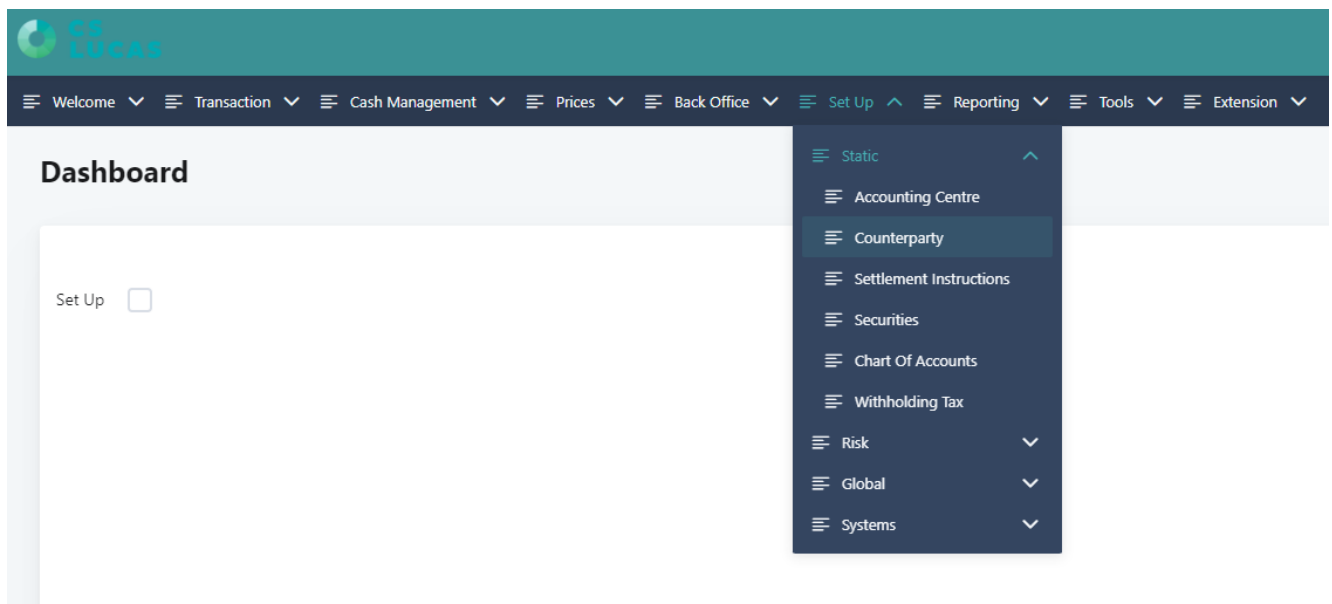 CS
LUCAS
Welcome Transaction Cash Management Prices Back Office Set Up Reporting Tools Extension
Dashboard
Set Up
Static
Accounting Centre
Counterparty
Settlement Instructions
Securities
Chart Of Accounts
Withholding Tax
Risk
Global
Systems